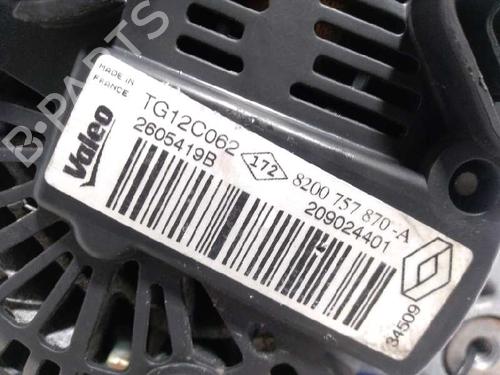 B-PARTS
MADE IN
FRANCE
Valeo
TG12C062
2605419B
172
8200 757 870-A
209024401
34509